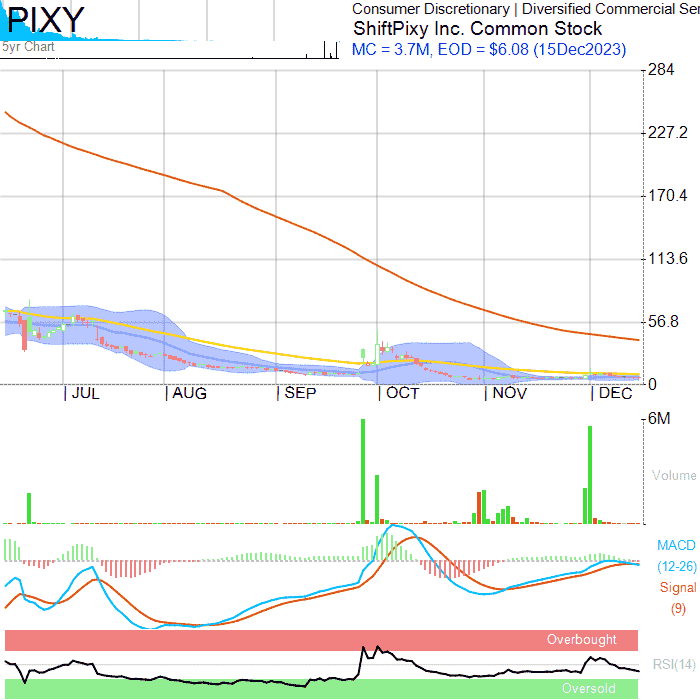 PIXY
Consumer Discretionary | Diversified Commercial Ser
ShiftPixy Inc. Common Stock
5yr Chart
MC = 3.7M, EOD = $6.08 (15Dec2023)
284
227.2
170.4
113.6
56.8
0
JUL
AUG
SEP
OCT
NOV
DEC
6M
Volume
MACD
(12-26)
Signal
(9)
Overbought
RSI(14)
Oversold